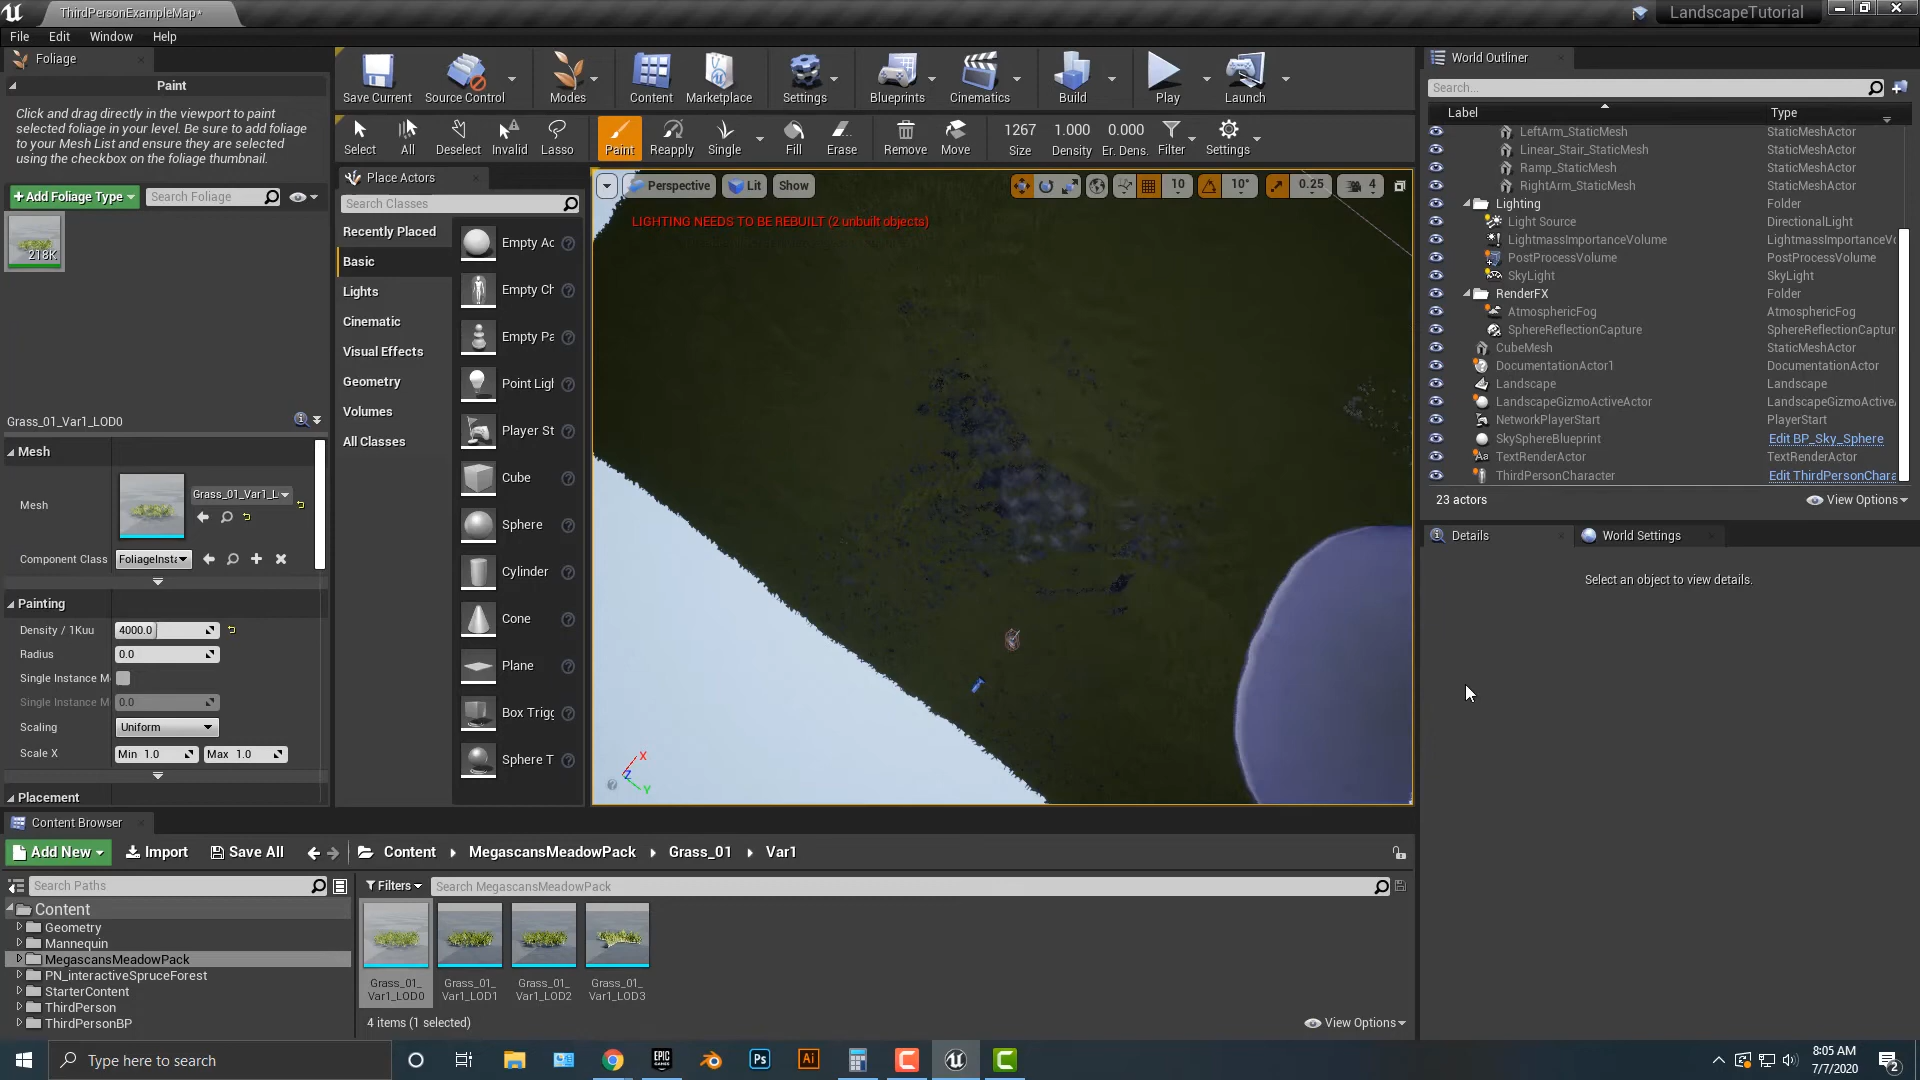 ThirdPersonExampleMap*
LandscapeTutorial
File Edit Window Help
Foliage
Paint
Click and drag directly in the viewport to paint
selected foliage in your level. Be sure to add foliage
to your Mesh List and ensure they are selected
using the checkbox on the foliage thumbnail.
+Add Foliage Type
Search Foliage
218K
Grass_01_Var1_LOD0
Mesh
Mesh
Grass_01_Var1_L
Component Class
FoliageInsta
Painting
Density / 1Kuu 4000.0
Radius 0.0
Single Instance M
Single Instance M 0.0
Scaling Uniform
Scale X Min 1.0 Max 1.0
Placement
Save Current Source Control Modes Content Marketplace Settings Blueprints Cinematics Build Play Launch
Select All Deselect Invalid Lasso Paint Reapply Single Fill Erase Remove Move
1267 1.000 0.000
Size Density Er. Dens. Filter Settings
Place Actors
Search Classes
Recently Placed
Basic
Lights
Cinematic
Visual Effects
Geometry
Volumes
All Classes
Empty Ac
Empty Ch
Empty Pa
Point Ligh
Player St
Cube
Sphere
Cylinder
Cone
Plane
Box Trigg
Sphere T
Perspective Lit Show
10 10° 0.25 4
LIGHTING NEEDS TO BE REBUILT (2 unbuilt objects)
X
Z
Y
World Outliner
Search...
Label Type
LeftArm_StaticMesh StaticMeshActor
Linear_Stair_StaticMesh StaticMeshActor
Ramp_StaticMesh StaticMeshActor
RightArm_StaticMesh StaticMeshActor
Lighting Folder
Light Source DirectionalLight
LightmassImportanceVolume LightmassImportanceVo
PostProcessVolume PostProcessVolume
SkyLight SkyLight
RenderFX Folder
AtmosphericFog AtmosphericFog
SphereReflectionCapture SphereReflectionCaptur
CubeMesh StaticMeshActor
DocumentationActor1 DocumentationActor
Landscape Landscape
LandscapeGizmoActiveActor LandscapeGizmoActiveA
NetworkPlayerStart PlayerStart
SkySphereBlueprint Edit BP_Sky_Sphere
Aa TextRenderActor TextRenderActor
ThirdPersonCharacter Edit ThirdPersonChara
23 actors
View Options
Details
World Settings
Select an object to view details.
Content Browser
Add New Import Save All Content MegascansMeadowPack Grass_01 Var1
Search Paths
Filters
Search MegascansMeadowPack
Content
Geometry
Mannequin
MegascansMeadowPack
PN_interactiveSpruceForest
StarterContent
ThirdPerson
ThirdPersonBP
Grass_01_ Grass_01_ Grass_01_ Grass_01_
Var1_LOD0 Var1_LOD1 Var1_LOD2 Var1_LOD3
4 items (1 selected)
View Options
Type here to search
EPIC
GAMES
Ps
Ai
8:05 AM
7/7/2020
2